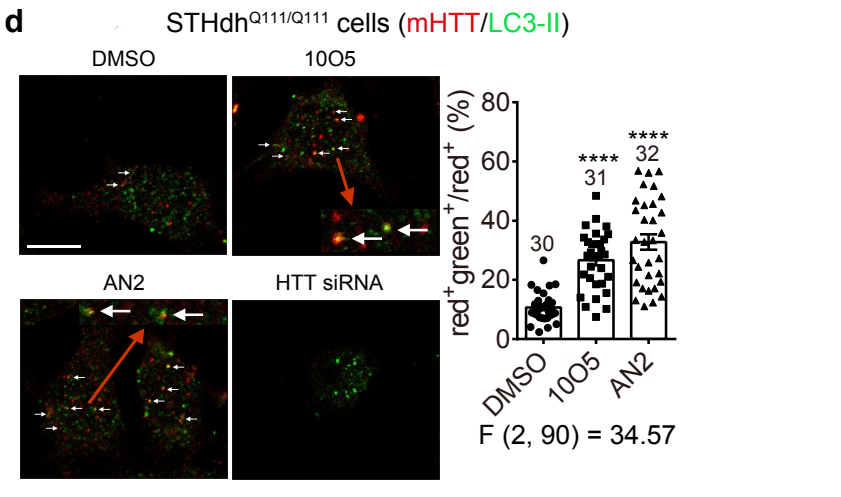 d
STHdhQ111/Q111 cells (mHTT/LC3-II)
DMSO
10O5
AN2
HTT siRNA
red+green+/red+ (%)
80
60
40
20
0
30
****
31
****
32
DMSO
10O5
AN2
F (2, 90) = 34.57